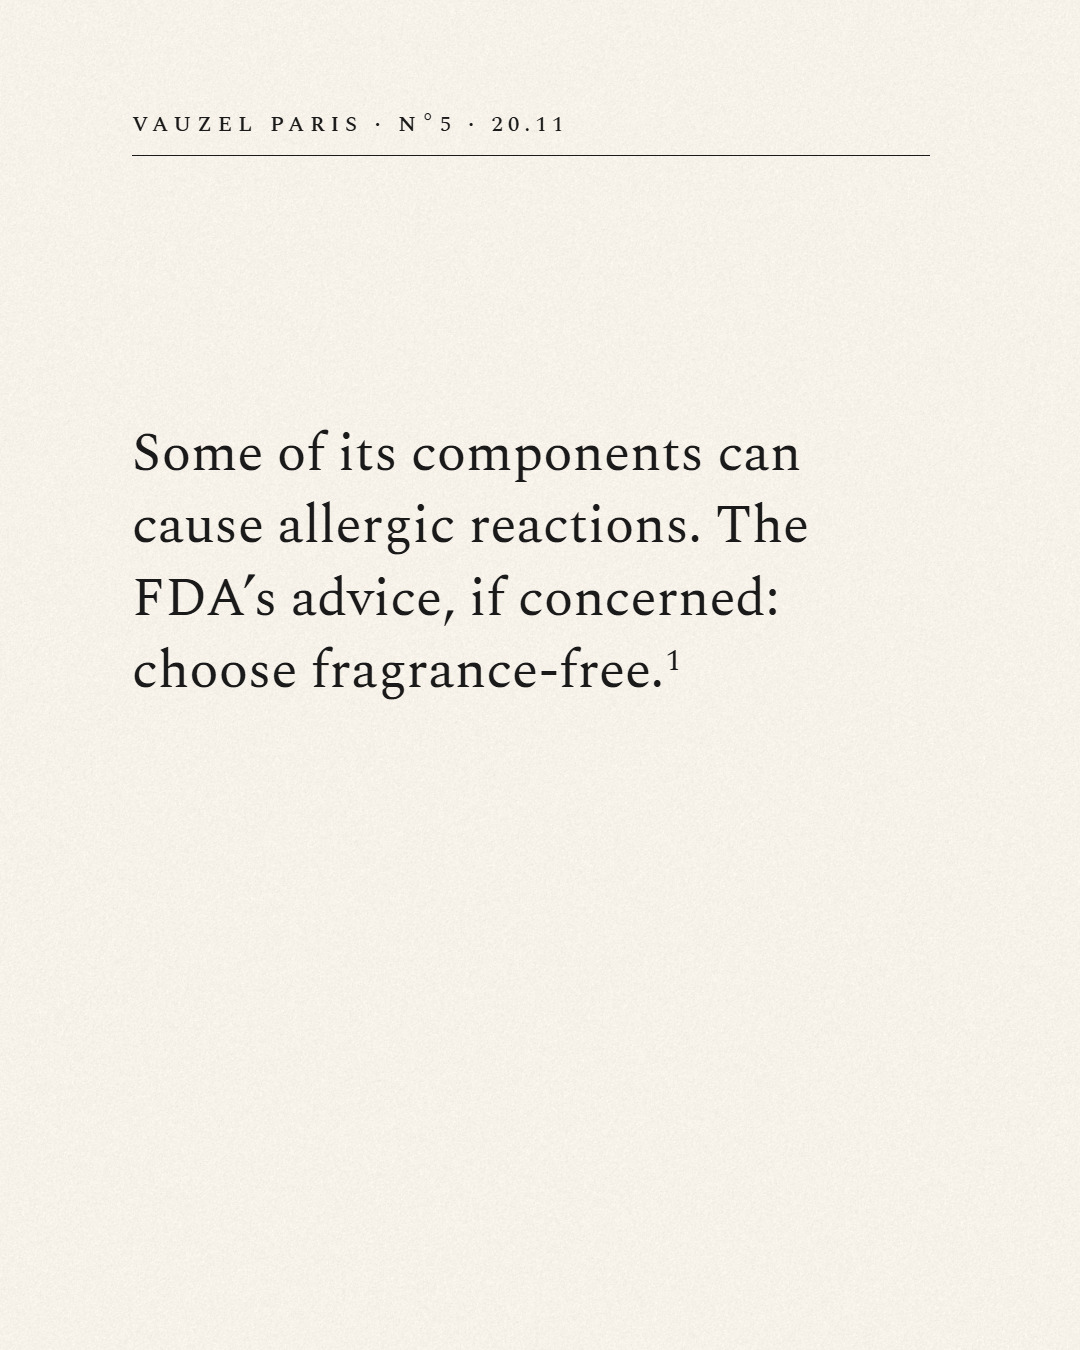 VAUZEL PARIS · N°5 · 20.11
Some of its components can
cause allergic reactions. The
FDA’s advice, if concerned:
choose fragrance-free.¹